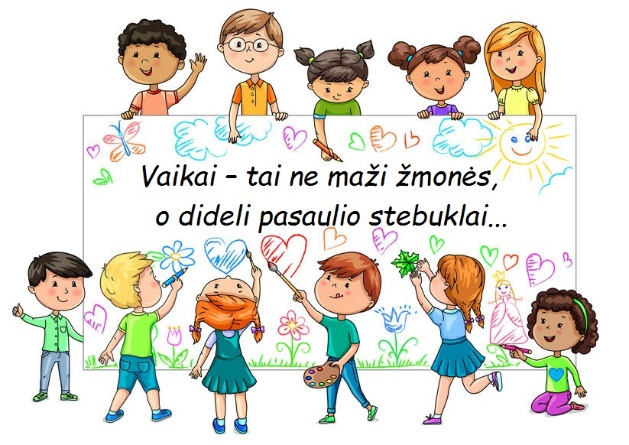 Vaikai – tai ne maži žmonės,
o dideli pasaulio stebuklai...